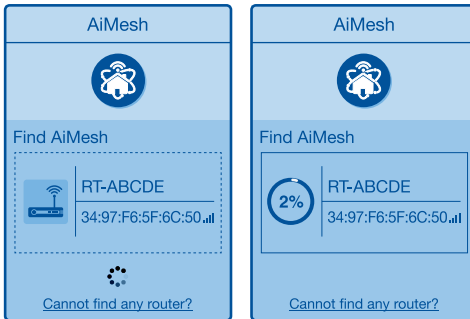 AiMesh
Find AiMesh
RT-ABCDE
34:97:F6:5F:6C:50
Cannot find any router?
AiMesh
Find AiMesh
2%
RT-ABCDE
34:97:F6:5F:6C:50
Cannot find any router?